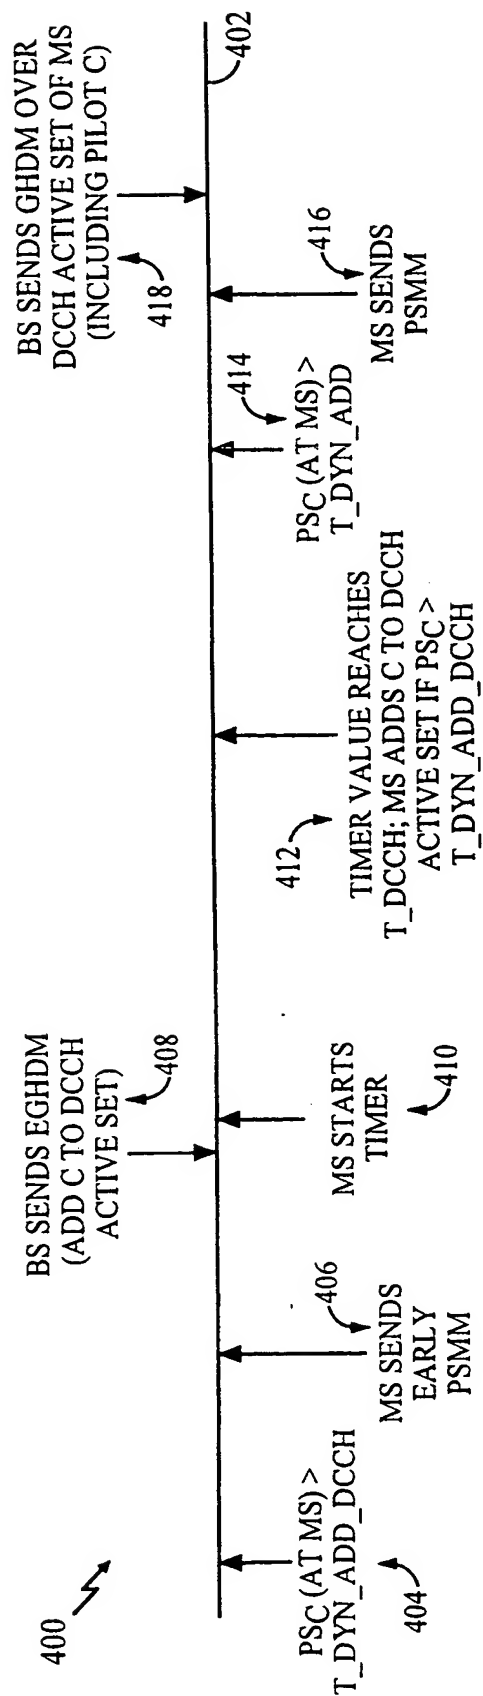 400
PSC (AT MS) >
T_DYN_ADD_DCCH
404
MS SENDS
EARLY
PSMM
406
BS SENDS EGHDM
(ADD C TO DCCH
ACTIVE SET)
408
MS STARTS
TIMER
410
412
TIMER VALUE REACHES
T_DCCH; MS ADDS C TO DCCH
ACTIVE SET IF PSC >
T_DYN_ADD_DCCH
PSC (AT MS) >
T_DYN_ADD
414
MS SENDS
PSMM
416
BS SENDS GHDM OVER
DCCH ACTIVE SET OF MS
(INCLUDING PILOT C)
418
402